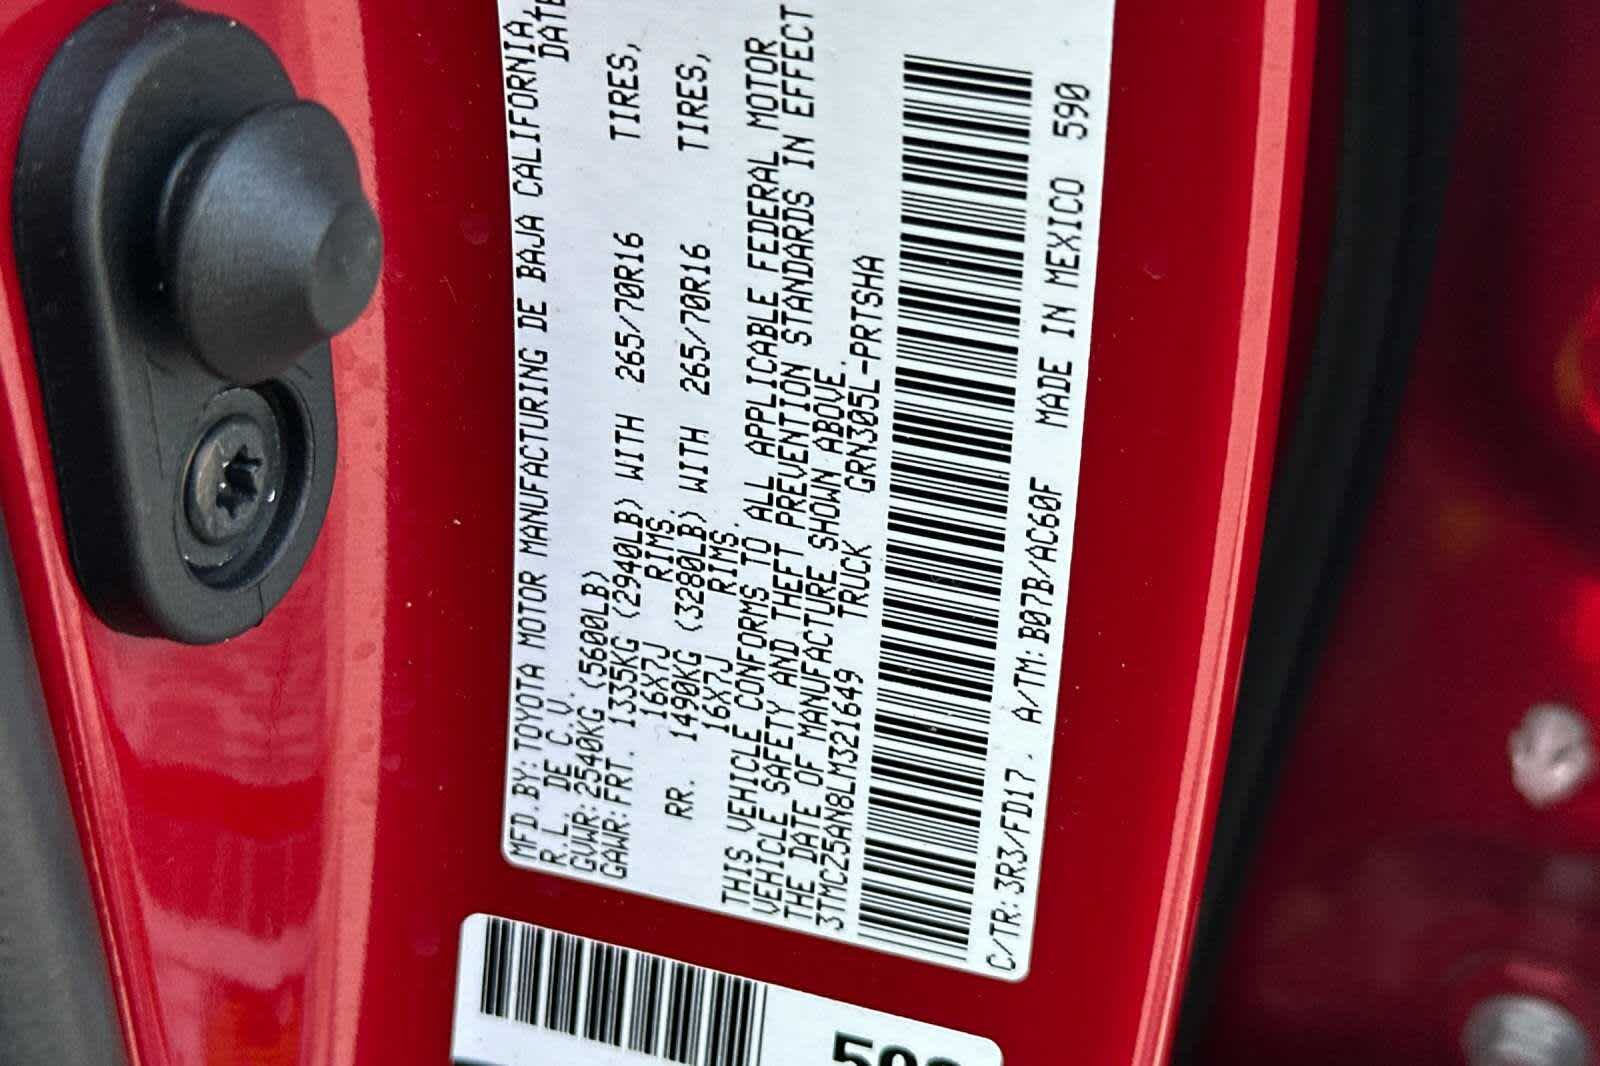 MFD.BY:TOYOTA MOTOR MANUFACTURING DE BAJA CALIFORNIA,
R.L. DE C.V. DATE
GVWR:2540KG (5600LB)
GAWR:FRT. 1335KG (2940LB) WITH 265/70R16 TIRES,
16X7J RIMS.
RR. 1490KG (3280LB) WITH 265/70R16 TIRES,
16X7J RIMS.
THIS VEHICLE CONFORMS TO ALL APPLICABLE FEDERAL MOTOR
VEHICLE SAFETY AND THEFT PREVENTION STANDARDS IN EFFECT
THE DATE OF MANUFACTURE SHOWN ABOVE.
3TMCZ5AN8LM321649 TRUCK GRN305L-PRTSHA
C/TR:3R3/FD17 . A/TM:B07B/AC60F MADE IN MEXICO 590